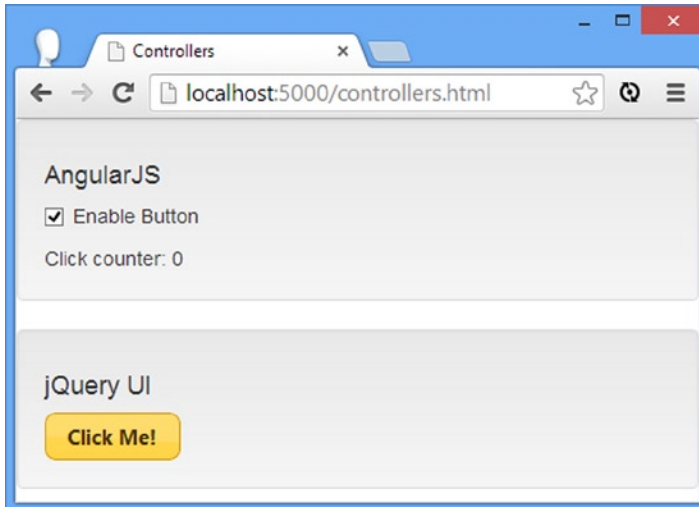 Controllers
localhost:5000/controllers.html
AngularJS
Enable Button
Click counter: 0
jQuery UI
Click Me!